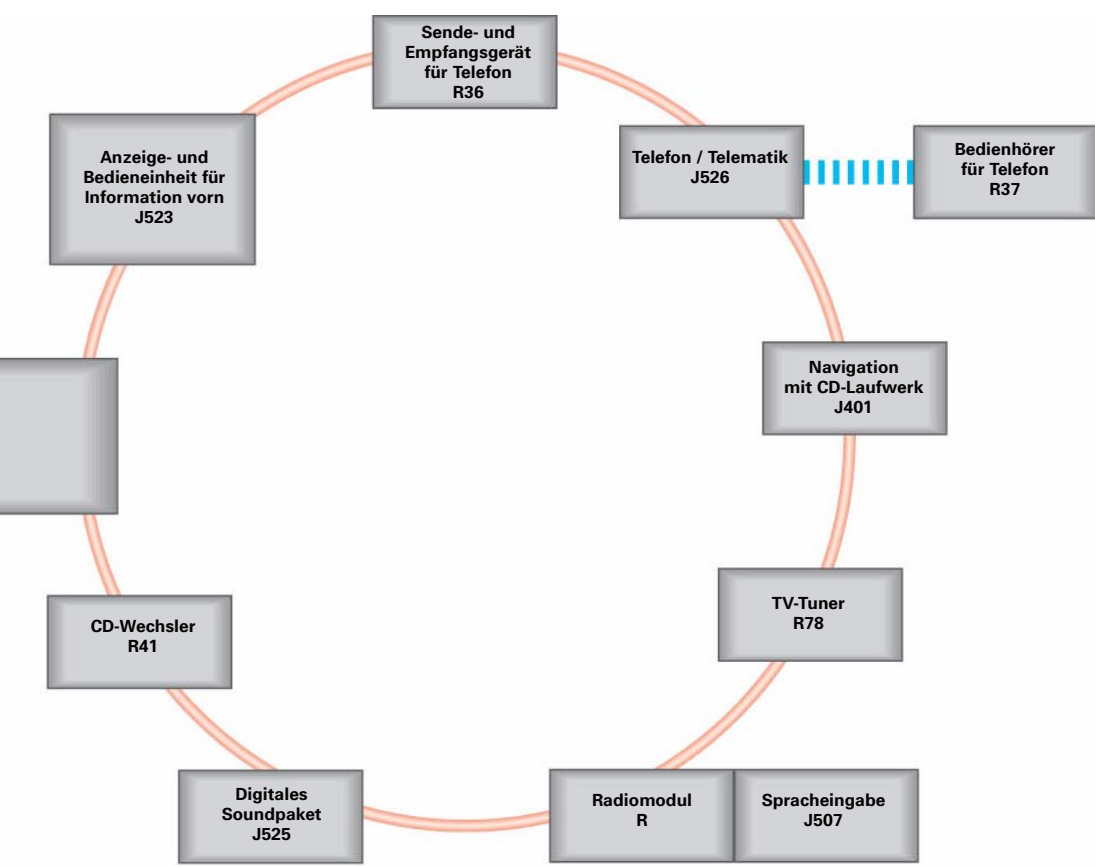 Sende- und
Empfangsgerät
für Telefon
R36
Anzeige- und
Bedieneinheit für
Information vorn
J523
Telefon / Telematik
J526
Bedienhörer
für Telefon
R37
Navigation
mit CD-Laufwerk
J401
CD-Wechsler
R41
TV-Tuner
R78
Digitales
Soundpaket
J525
Radiomodul
R
Spracheingabe
J507